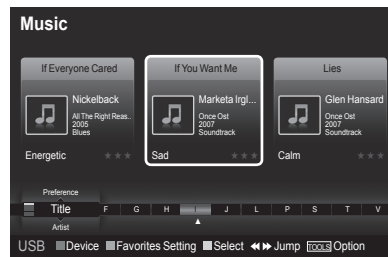 Music
If Everyone Cared
If You Want Me
Lies
Nickelback
All The Right Reas..
2005
Blues
Energetic
Marketa Irgl...
Once Ost
2007
Soundtrack
Sad
Glen Hansard
Once Ost
2007
Soundtrack
Calm
Preference
Title F G H I J L P S T V
Artist
USB Device Favorites Setting Select Jump TOOLS Option